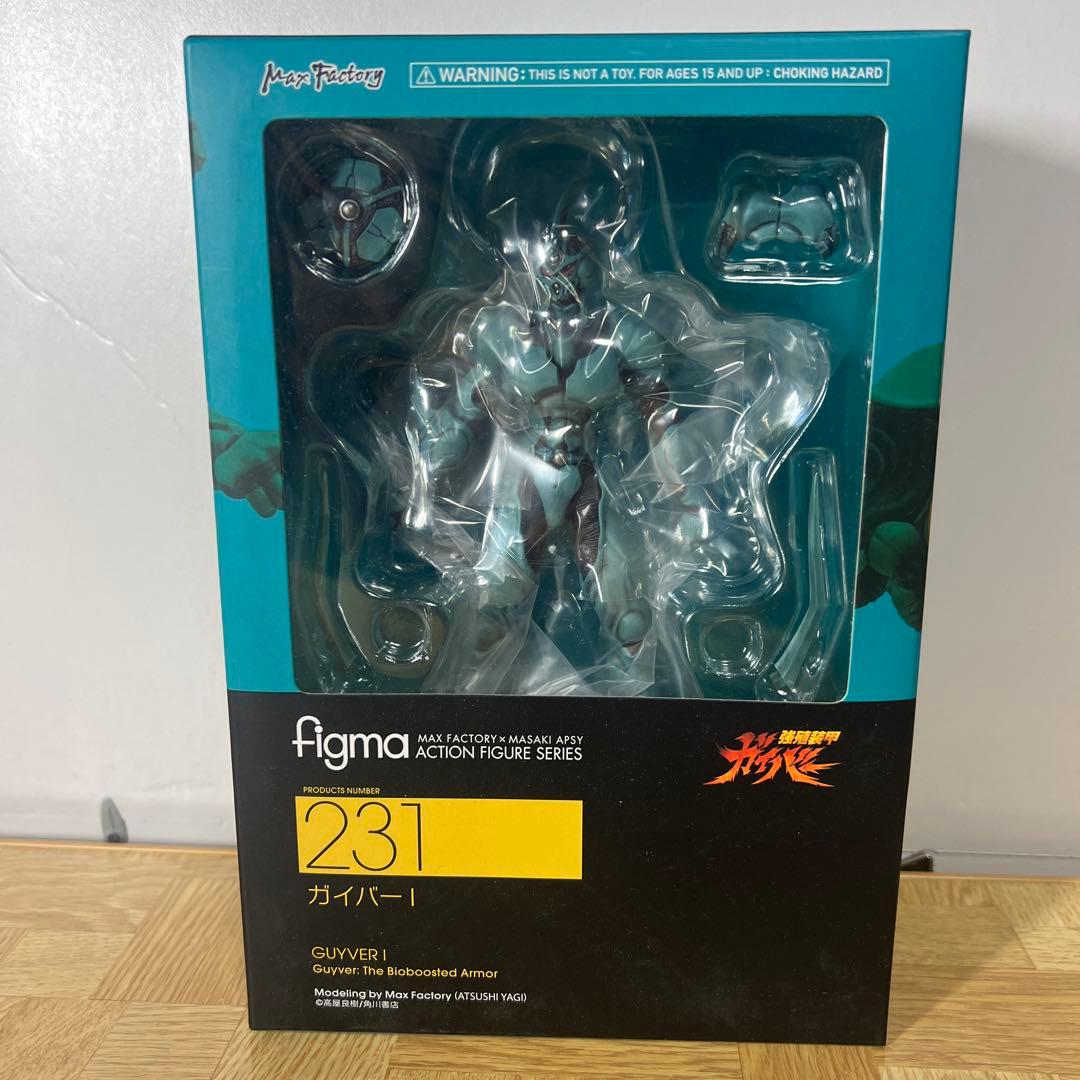 Max Factory
⚠ WARNING: THIS IS NOT A TOY. FOR AGES 15 AND UP : CHOKING HAZARD
figma
MAX FACTORY×MASAKI APSY
ACTION FIGURE SERIES
強殖装甲
ガイバー
PRODUCTS NUMBER
231
ガイバーⅠ
GUYVER I
Guyver: The Bioboosted Armor
Modeling by Max Factory (ATSUSHI YAGI)
©高屋良樹/角川書店